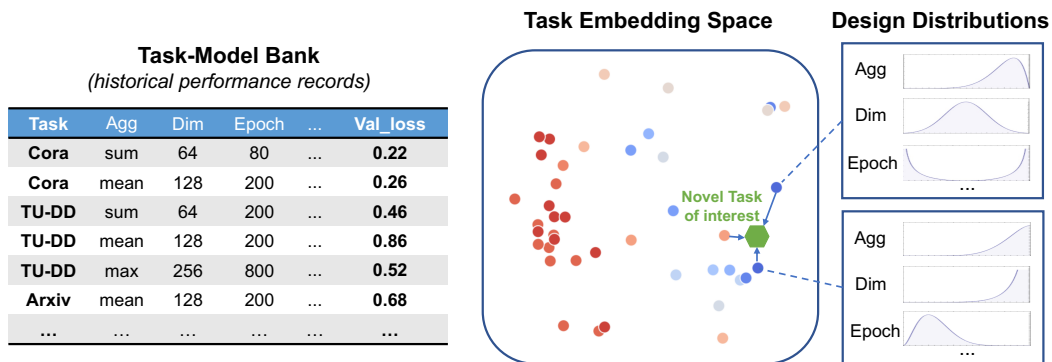 Task-Model Bank
(historical performance records)
Task Agg Dim Epoch ... Val_loss
Cora sum 64 80 ... 0.22
Cora mean 128 200 ... 0.26
TU-DD sum 64 200 ... 0.46
TU-DD mean 128 200 ... 0.86
TU-DD max 256 800 ... 0.52
Arxiv mean 128 200 ... 0.68
... ... ... ... ... ...
Task Embedding Space
Novel Task
of interest
Design Distributions
Agg
Dim
Epoch
...
Agg
Dim
Epoch
...